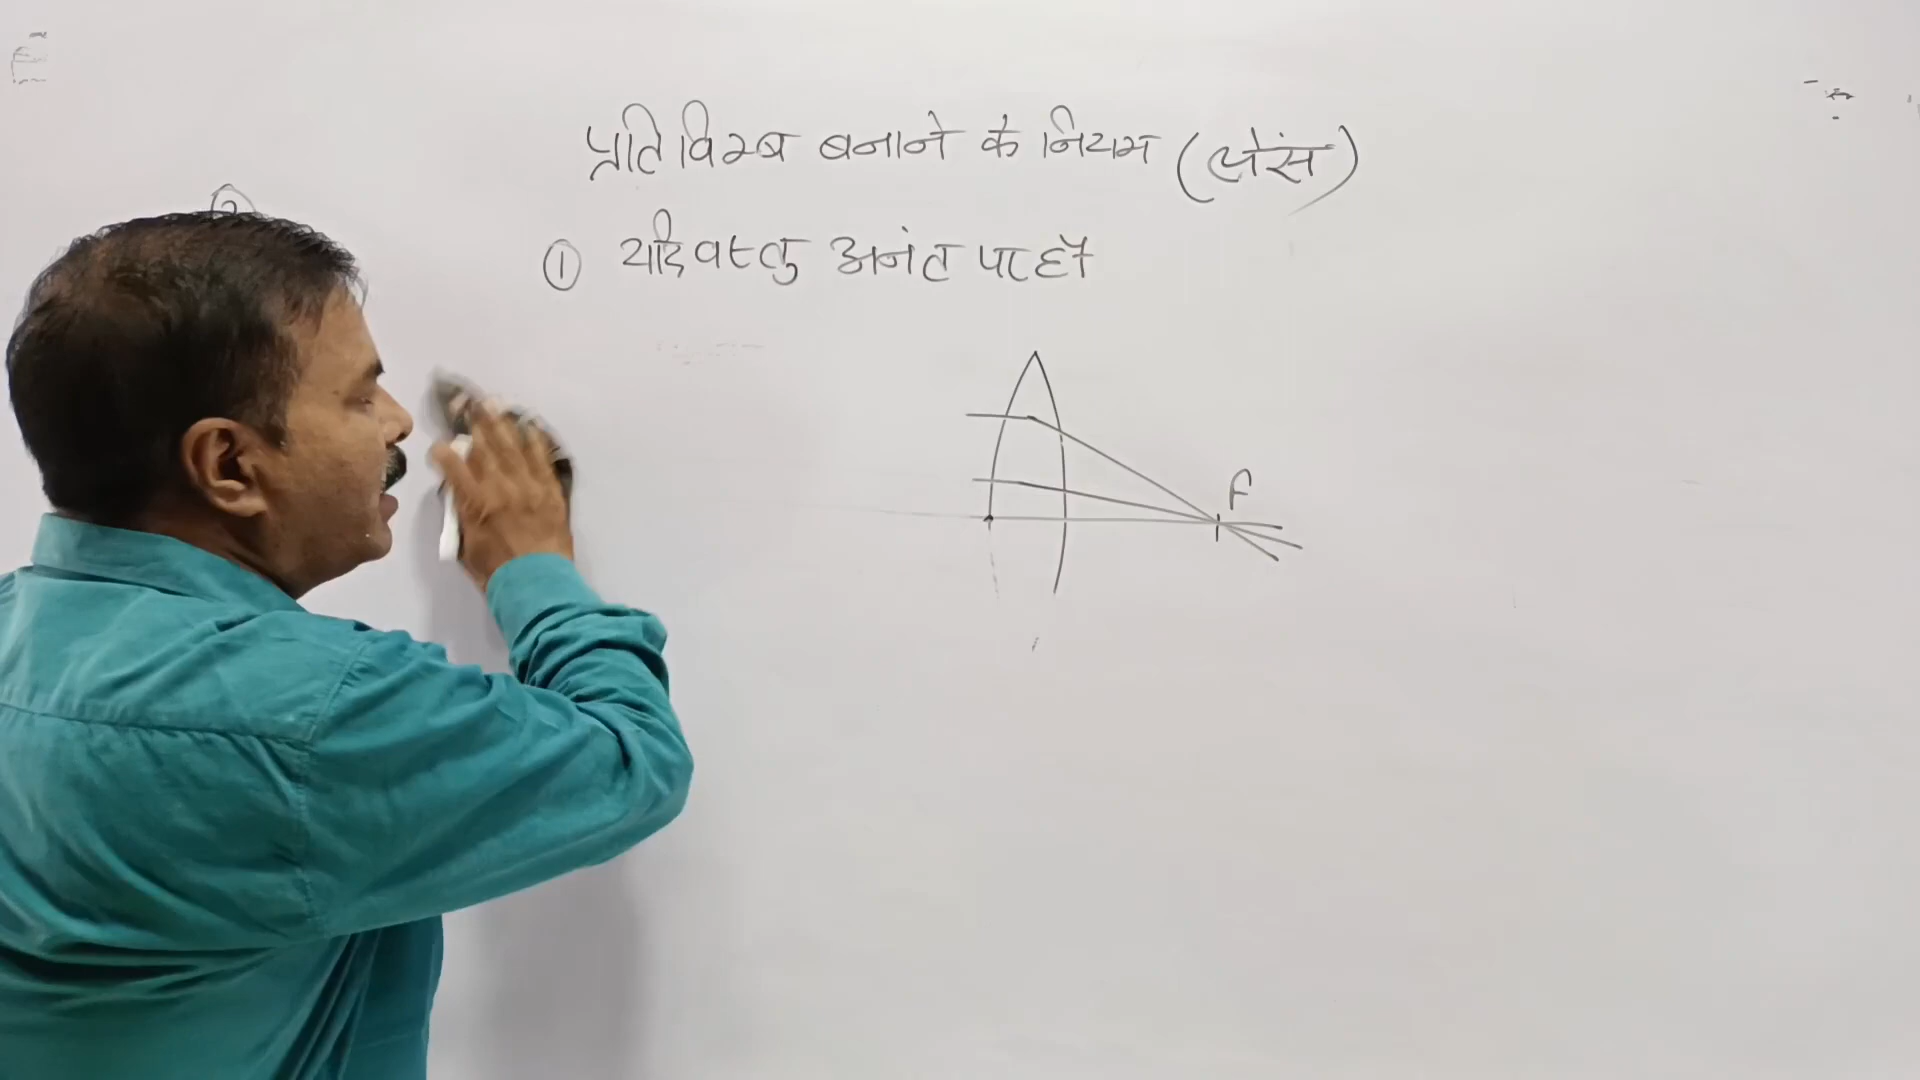 प्रतिविम्ब बनाने के नियम (लेंस)
① यदि वस्तु अनंत पर हो
F